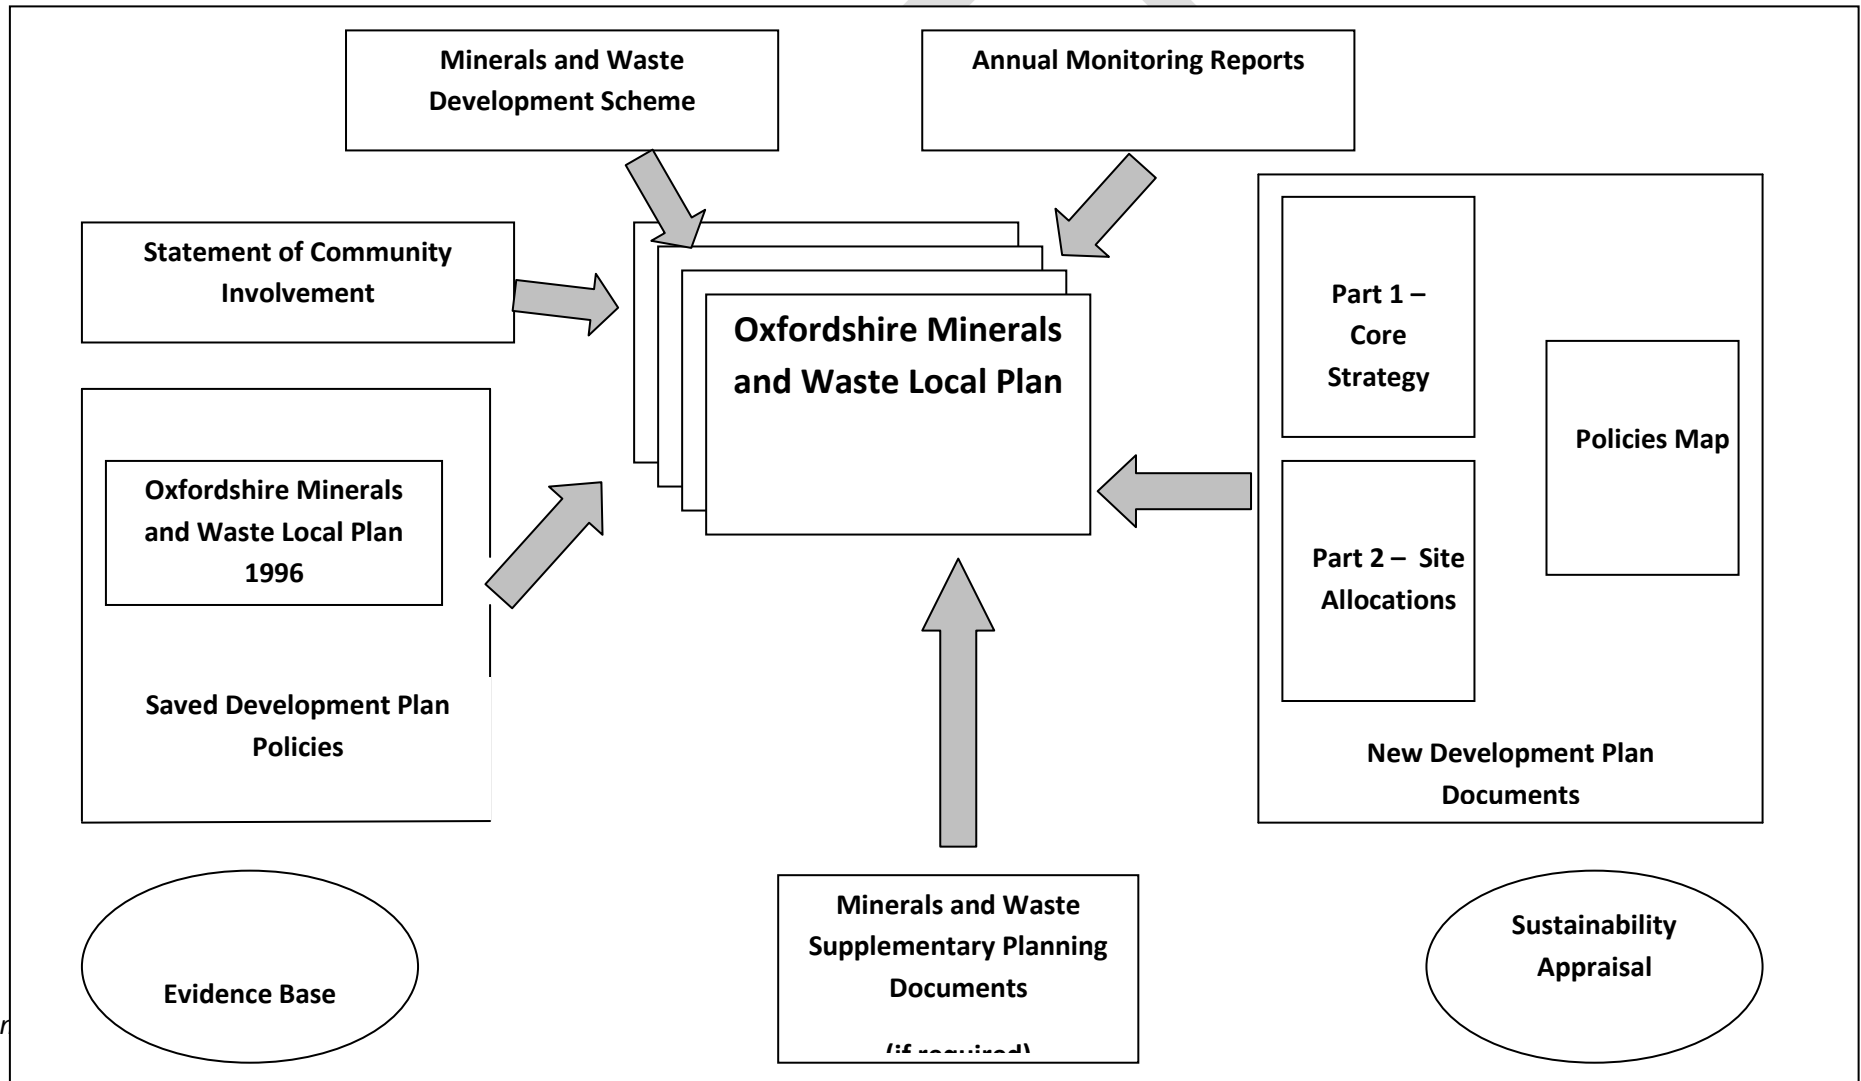 Minerals and Waste
Development Scheme
Annual Monitoring Reports
Statement of Community
Involvement
Oxfordshire Minerals
and Waste Local Plan
Part 1 –
Core
Strategy
Policies Map
Oxfordshire Minerals
and Waste Local Plan
1996
Part 2 – Site
Allocations
Saved Development Plan
Policies
New Development Plan
Documents
Evidence Base
Minerals and Waste
Supplementary Planning
Documents
(if required)
Sustainability
Appraisal